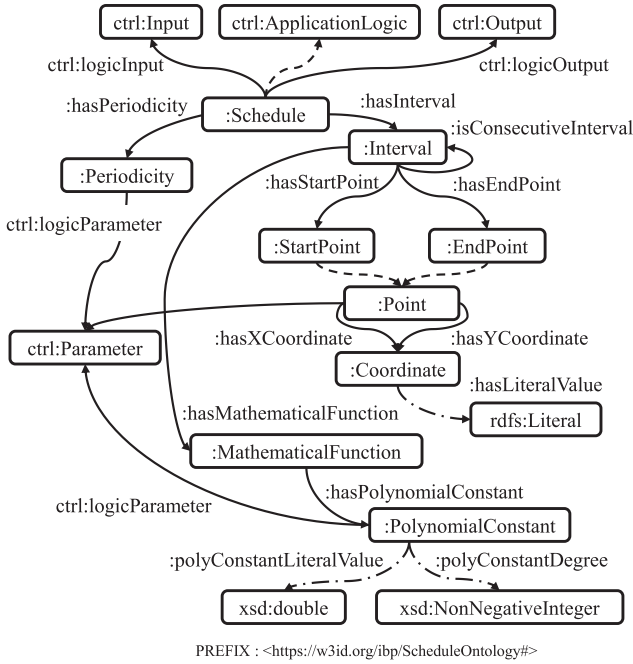 ctrl:Input
ctrl:ApplicationLogic
ctrl:Output
ctrl:logicInput
ctrl:logicOutput
:hasPeriodicity
:Schedule
:hasInterval
:isConsecutiveInterval
:Interval
:Periodicity
:hasStartPoint
:hasEndPoint
ctrl:logicParameter
:StartPoint
:EndPoint
:Point
:hasXCoordinate
:hasYCoordinate
ctrl:Parameter
:Coordinate
:hasLiteralValue
:hasMathematicalFunction
rdfs:Literal
:MathematicalFunction
:hasPolynomialConstant
ctrl:logicParameter
:PolynomialConstant
:polyConstantLiteralValue
:polyConstantDegree
xsd:double
xsd:NonNegativeInteger
PREFIX : <https://w3id.org/ibp/ScheduleOntology#>